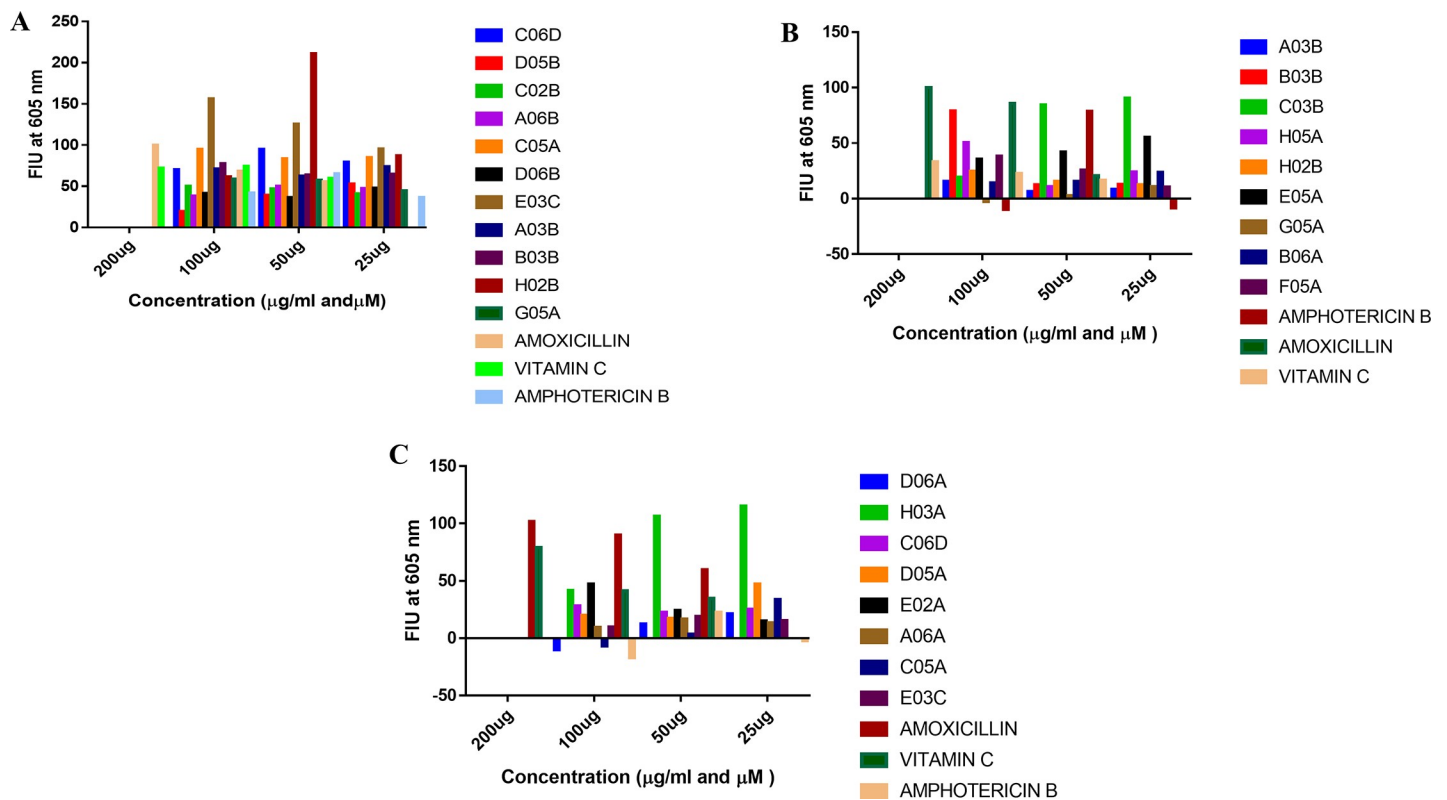 A
FIU at 605 nm
250
200
150
100
50
0
200ug
100ug
50ug
25ug
Concentration (μg/ml andμM)
C06D
D05B
C02B
A06B
C05A
D06B
E03C
A03B
B03B
H02B
G05A
AMOXICILLIN
VITAMIN C
AMPHOTERICIN B
B
FIU at 605 nm
150
100
50
0
-50
200ug
100ug
50ug
25ug
Concentration (μg/ml and μM )
A03B
B03B
C03B
H05A
H02B
E05A
G05A
B06A
F05A
AMPHOTERICIN B
AMOXICILLIN
VITAMIN C
C
FIU at 605 nm
150
100
50
0
-50
200ug
100ug
50ug
25ug
Concentration (μg/ml and μM )
D06A
H03A
C06D
D05A
E02A
A06A
C05A
E03C
AMOXICILLIN
VITAMIN C
AMPHOTERICIN B